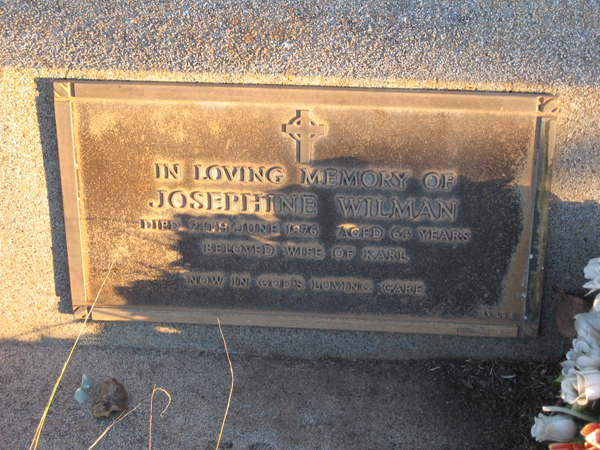 IN LOVING MEMORY OF
JOSEPHINE WILMAN
DIED JUNE 1976 AGED 64 YEARS
BELOVED WIFE OF KARL
NOW IN GOD'S LOVING CARE